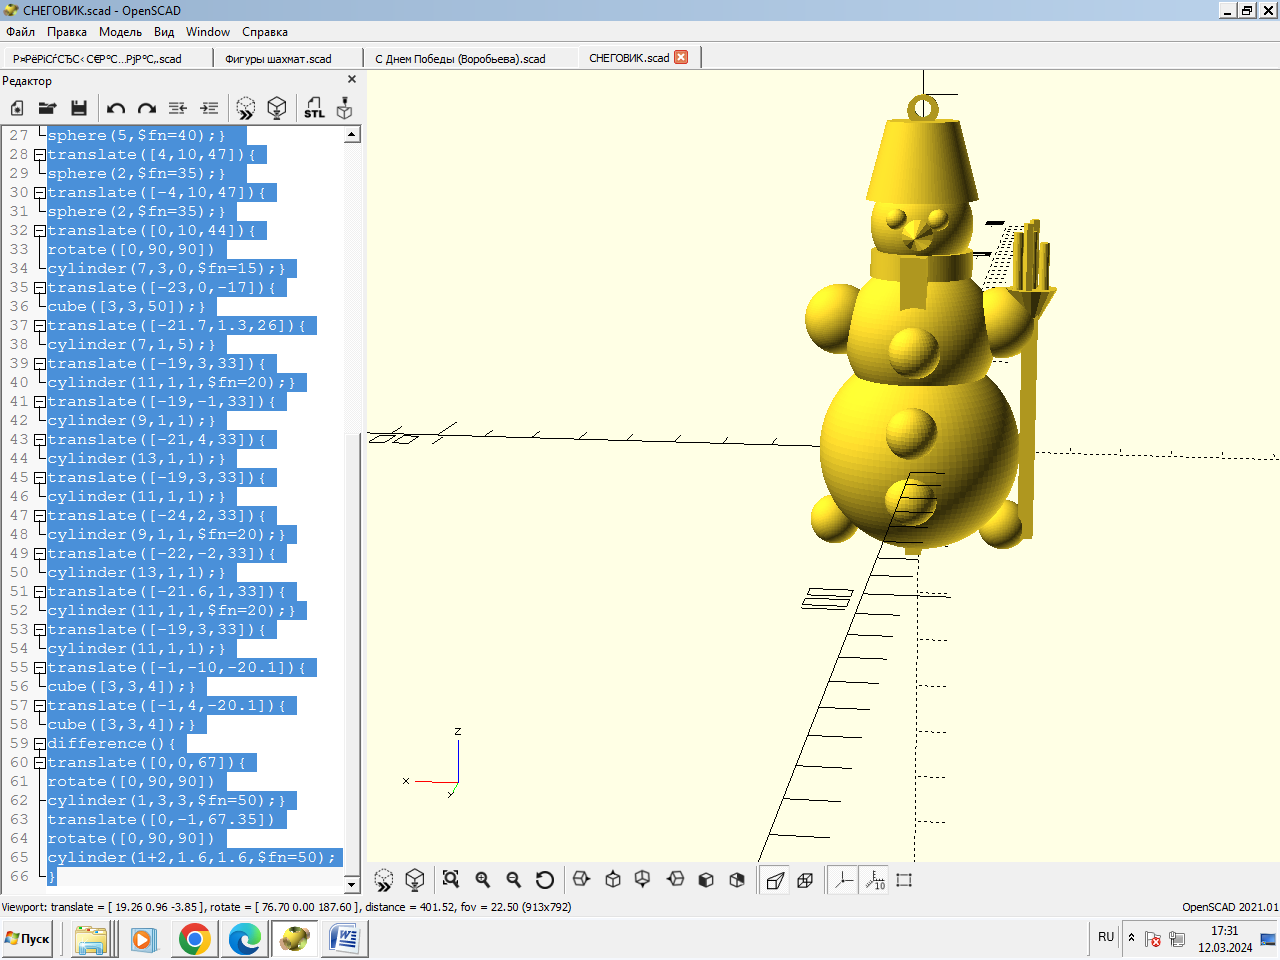 СНЕГОВИК.scad - OpenSCAD
Файл Правка Модель Вид Window Справка
С Днем Победы (Воробьева).scad
Фигуры шахмат.scad
СНЕГОВИК.scad
Редактор
STL
27 sphere(5,$fn=40);}
28 translate([4,10,47]){
29 sphere(2,$fn=35);}
30 translate([-4,10,47]){
31 sphere(2,$fn=35);}
32 translate([0,10,44]){
33 rotate([0,90,90])
34 cylinder(7,3,0,$fn=15);}
35 translate([-23,0,-17]){
36 cube([3,3,50]);}
37 translate([-21.7,1.3,26]){
38 cylinder(7,1,5);}
39 translate([-19,3,33]){
40 cylinder(11,1,1,$fn=20);}
41 translate([-19,-1,33]){
42 cylinder(9,1,1);}
43 translate([-21,4,33]){
44 cylinder(13,1,1);}
45 translate([-19,3,33]){
46 cylinder(11,1,1);}
47 translate([-24,2,33]){
48 cylinder(9,1,1,$fn=20);}
49 translate([-22,-2,33]){
50 cylinder(13,1,1);}
51 translate([-21.6,1,33]){
52 cylinder(11,1,1,$fn=20);}
53 translate([-19,3,33]){
54 cylinder(11,1,1);}
55 translate([-1,-10,-20.1]){
56 cube([3,3,4]);}
57 translate([-1,4,-20.1]){
58 cube([3,3,4]);}
59 difference(){
60 translate([0,0,67]){
61 rotate([0,90,90])
62 cylinder(1,3,3,$fn=50);}
63 translate([0,-1,67.35])
64 rotate([0,90,90])
65 cylinder(1+2,1.6,1.6,$fn=50);
66 }
z
x
y
10
Viewport: translate = [ 19.26 0.96 -3.85 ], rotate = [ 76.70 0.00 187.60 ], distance = 401.52, fov = 22.50 (913x792)
OpenSCAD 2021.01
Пуск
RU
17:31
12.03.2024